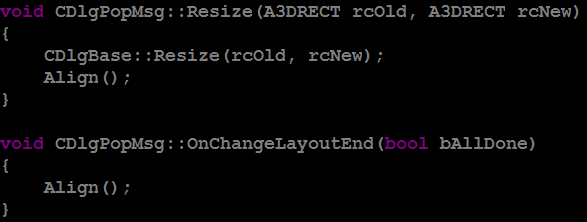 void CDlgPopMsg::Resize(A3DRECT rcOld, A3DRECT rcNew)
{
    CDlgBase::Resize(rcOld, rcNew);
    Align();
}

void CDlgPopMsg::OnChangeLayoutEnd(bool bAllDone)
{
    Align();
}